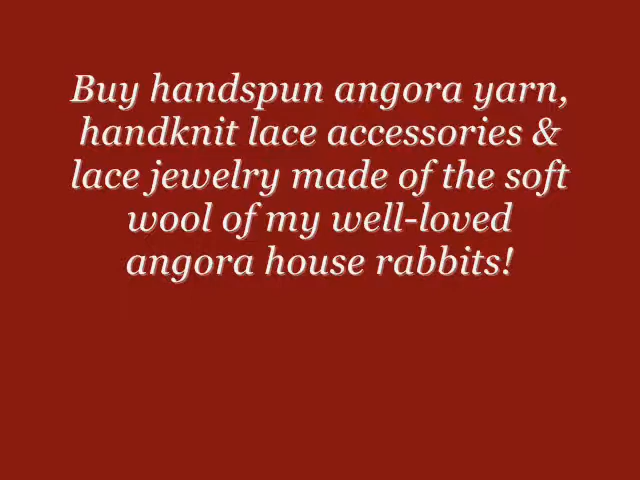 Buy handspun angora yarn,
handknit lace accessories &
lace jewelry made of the soft
wool of my well-loved
angora house rabbits!